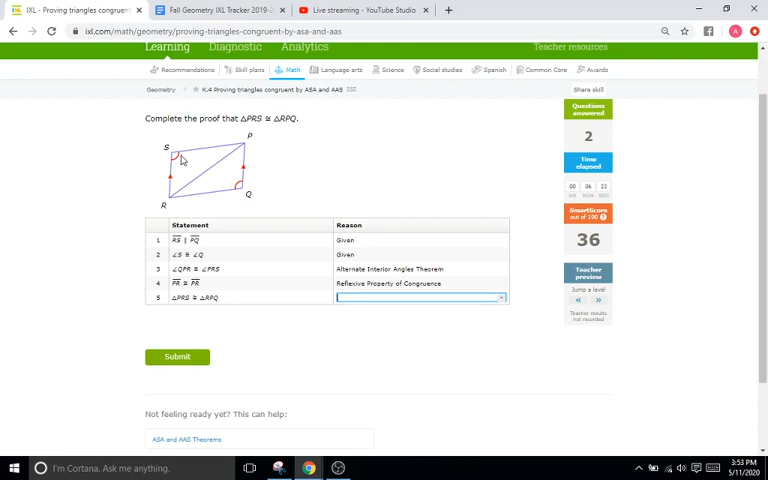 IXL - Proving triangles congruen
Fall Geometry IXL Tracker 2019-2
Live streaming - YouTube Studio
ixl.com/math/geometry/proving-triangles-congruent-by-asa-and-aas
Learning Diagnostic Analytics Teacher resources
Recommendations Skill plans Math Language arts Science Social studies Spanish Common Core Awards
Geometry K.4 Proving triangles congruent by ASA and AAS Share skill
Complete the proof that △PRS ≅ △RPQ.
P
S
Q
R
Statement Reason
1 RS ∥ PQ Given
2 ∠S ≅ ∠Q Given
3 ∠QPR ≅ ∠PRS Alternate Interior Angles Theorem
4 PR ≅ PR Reflexive Property of Congruence
5 △PRS ≅ △RPQ
Submit
Questions
answered
2
Time
elapsed
00 06 23
HR MIN SEC
SmartScore
out of 100 ?
36
Teacher
preview
Jump a level
Teacher results
not recorded
Not feeling ready yet? This can help:
ASA and AAS Theorems
I'm Cortana. Ask me anything.
3:53 PM
5/11/2020